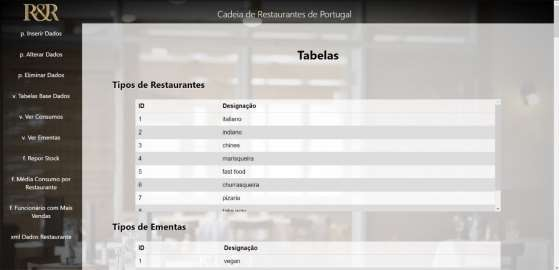 R&R
Cadeia de Restaurantes de Portugal
p. Inserir Dados
p. Alterar Dados
p. Eliminar Dados
v. Tabelas Base Dados
v. Ver Consumos
v. Ver Ementas
f. Repor Stock
f. Média Consumo por
Restaurante
f. Funcionário com Mais
Vendas
xml Dados Restaurante
Tabelas
Tipos de Restaurantes
ID Designação
1 italiano
2 indiano
3 chines
4 marisqueira
5 fast food
6 churrasqueira
7 pizaria
Tipos de Ementas
ID Designação
1 vegan